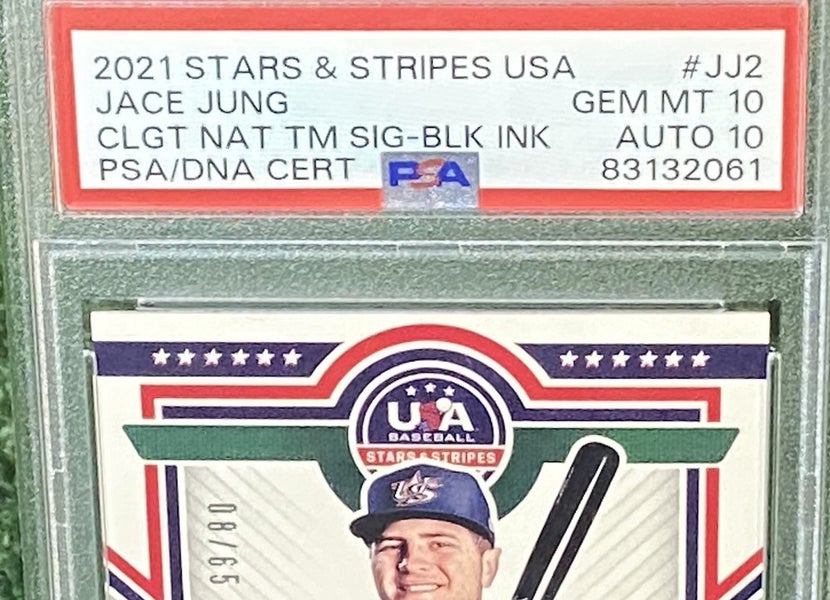 2021 STARS & STRIPES USA #JJ2
JACE JUNG GEM MT 10
CLGT NAT TM SIG-BLK INK AUTO 10
PSA/DNA CERT PSA 83132061
USA
BASEBALL
STARS & STRIPES
US
08/65